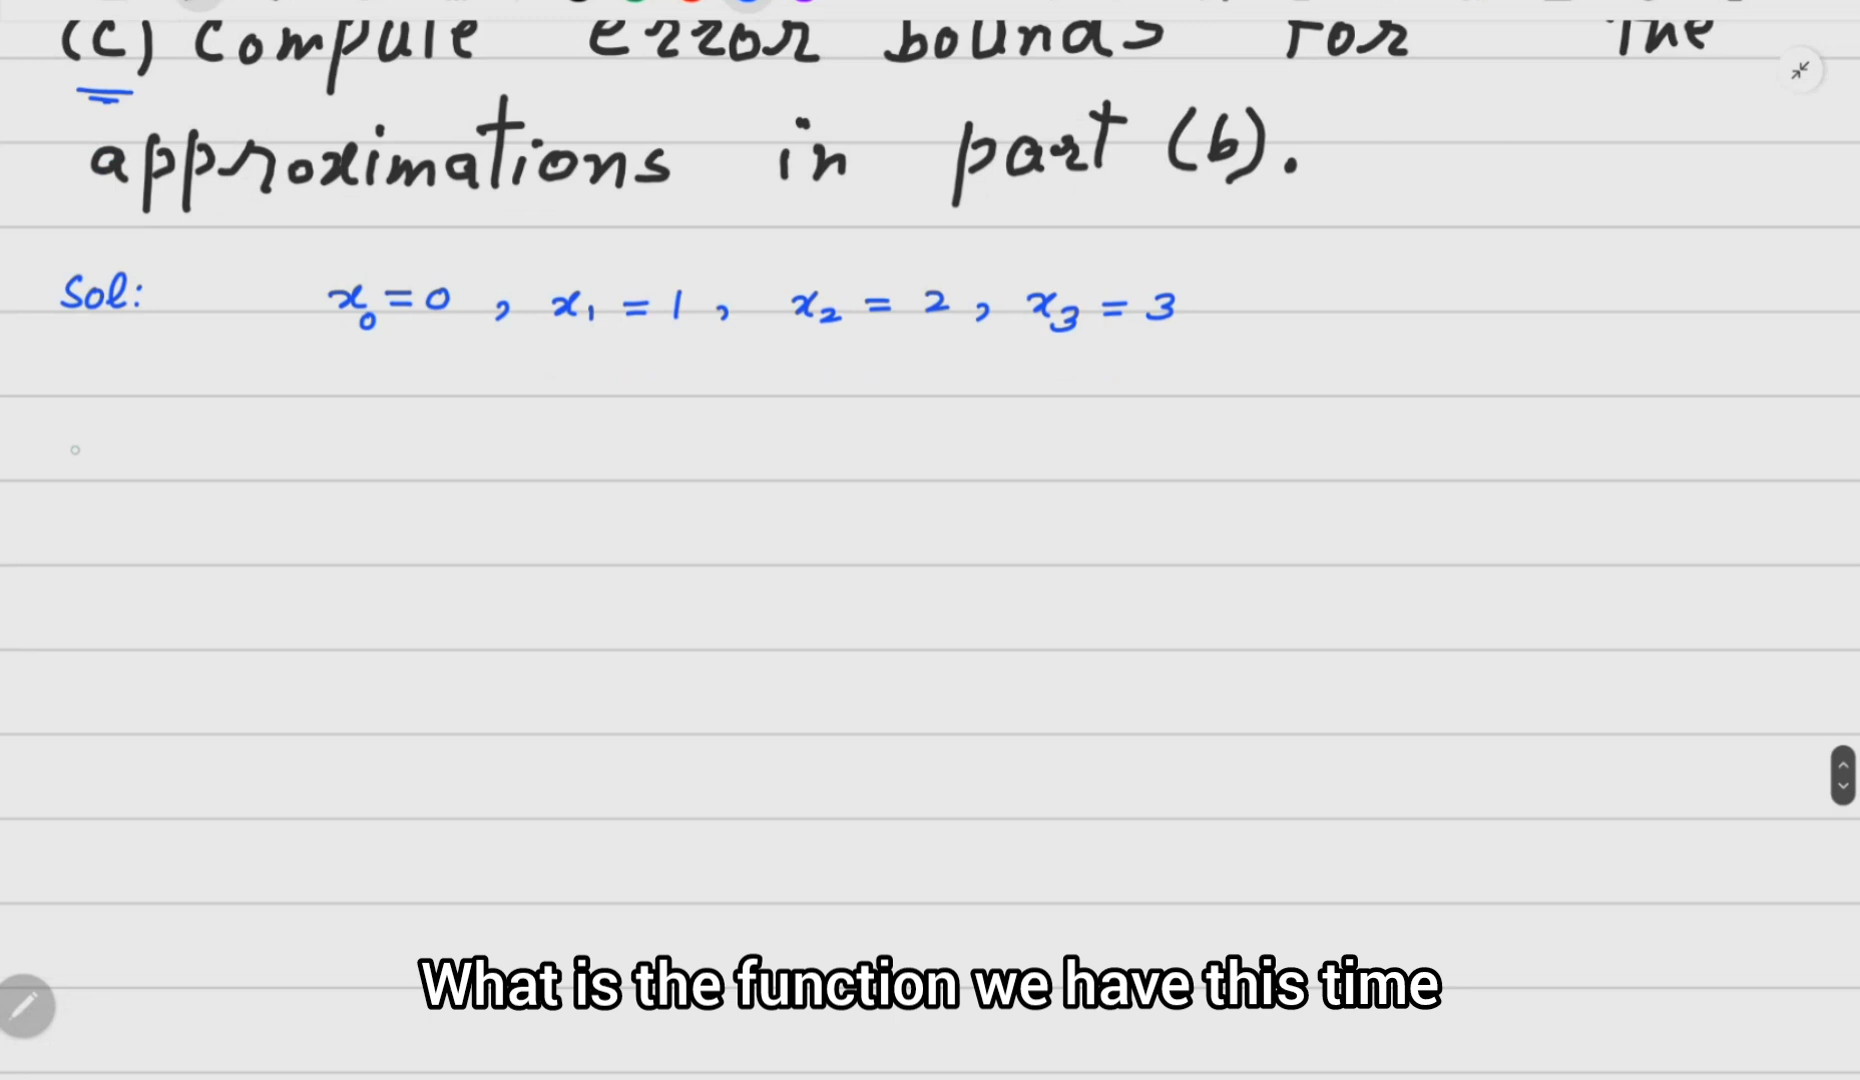 (c) Compute error bounds for the
approximations in part (b).
Sol: x₀ = 0 , x₁ = 1 , x₂ = 2 , x₃ = 3
What is the function we have this time